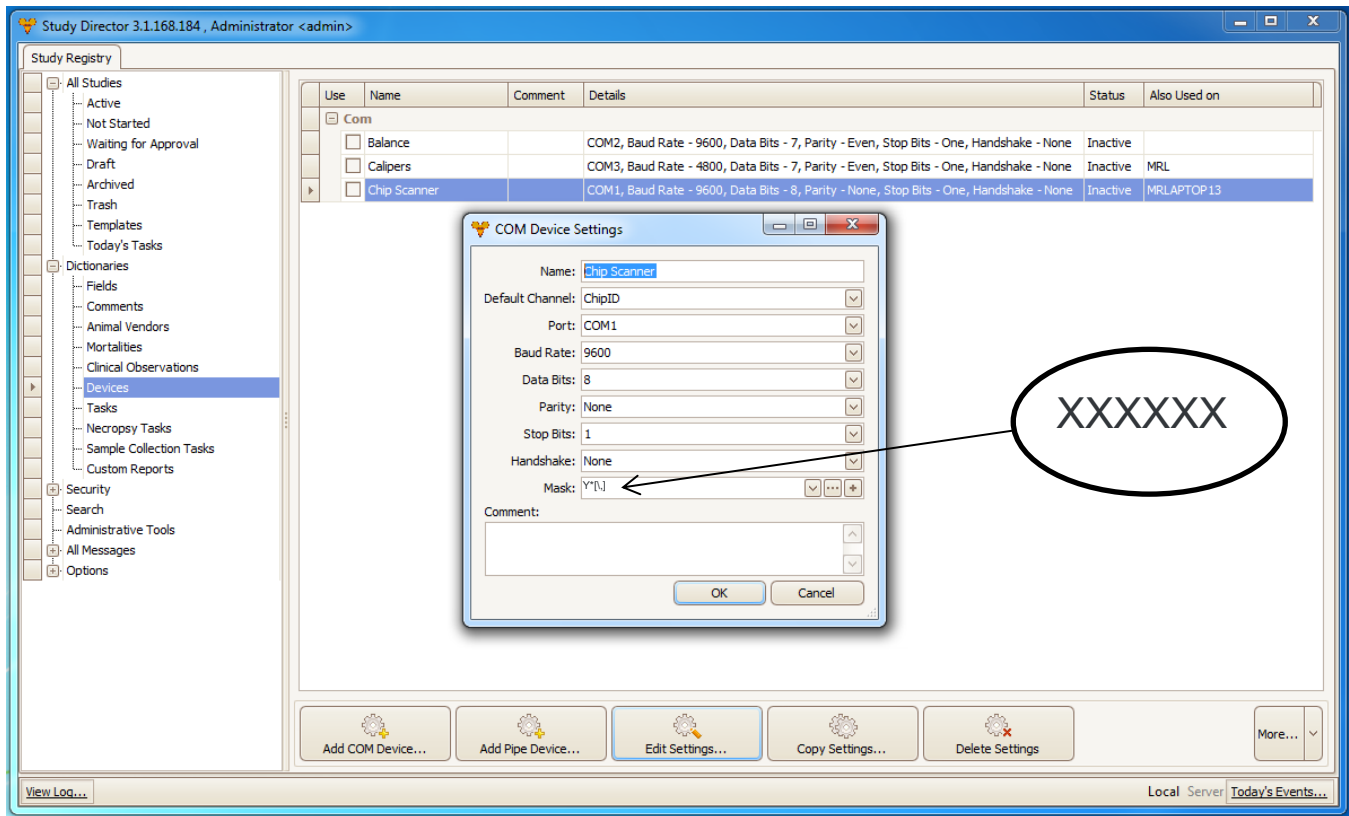 Study Director 3.1.168.184 , Administrator <admin>
Study Registry
All Studies
Active
Not Started
Waiting for Approval
Draft
Archived
Trash
Templates
Today's Tasks
Dictionaries
Fields
Comments
Animal Vendors
Mortalities
Clinical Observations
Devices
Tasks
Necropsy Tasks
Sample Collection Tasks
Custom Reports
Security
Search
Administrative Tools
All Messages
Options
Use Name Comment Details Status Also Used on
Com
Balance COM2, Baud Rate - 9600, Data Bits - 7, Parity - Even, Stop Bits - One, Handshake - None Inactive
Calipers COM3, Baud Rate - 4800, Data Bits - 7, Parity - Even, Stop Bits - One, Handshake - None Inactive MRL
Chip Scanner COM1, Baud Rate - 9600, Data Bits - 8, Parity - None, Stop Bits - One, Handshake - None Inactive MRLAPTOP13
COM Device Settings
Name: Chip Scanner
Default Channel: ChipID
Port: COM1
Baud Rate: 9600
Data Bits: 8
Parity: None
Stop Bits: 1
Handshake: None
Mask: Y*[\.]
Comment:
OK Cancel
XXXXXX
Add COM Device... Add Pipe Device... Edit Settings... Copy Settings... Delete Settings More...
View Log... Local Server Today's Events...